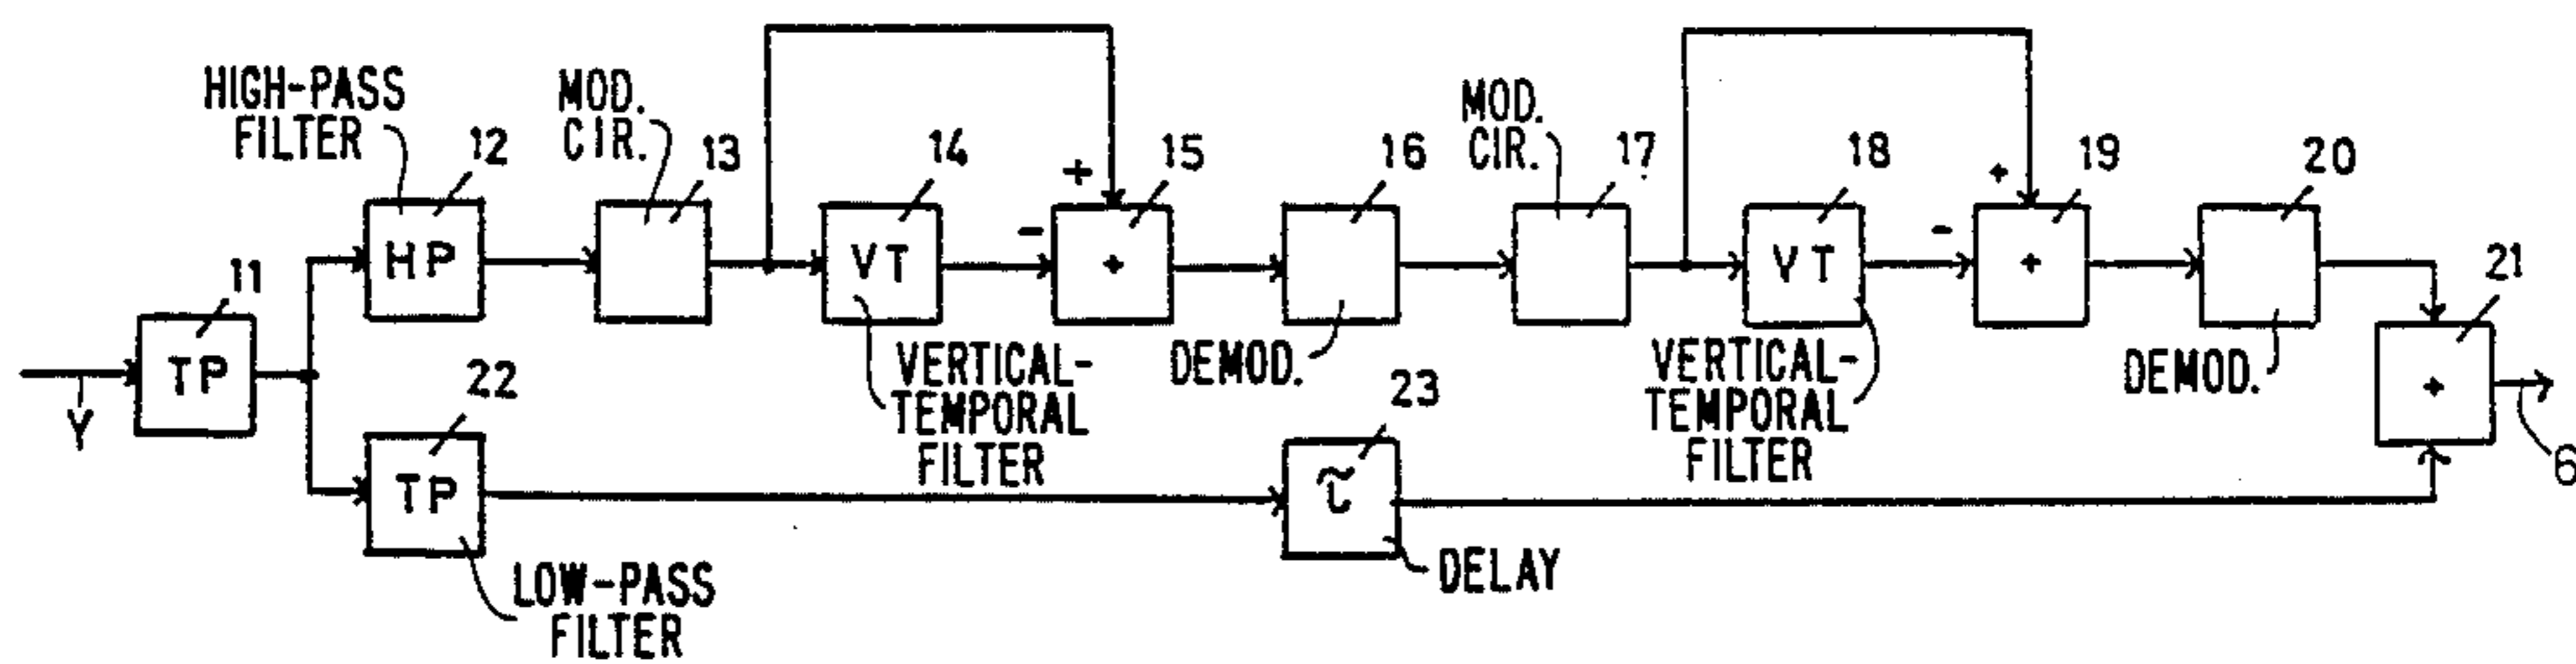 HIGH-PASS
FILTER
12
HP
MOD.
CIR.
13
14
VT
VERTICAL-
TEMPORAL
FILTER
+
-
15
+
16
DEMOD.
MOD.
CIR.
17
18
VT
VERTICAL-
TEMPORAL
FILTER
+
-
19
+
20
DEMOD.
21
+
6
11
TP
Y
22
TP
LOW-PASS
FILTER
23
τ̃
DELAY